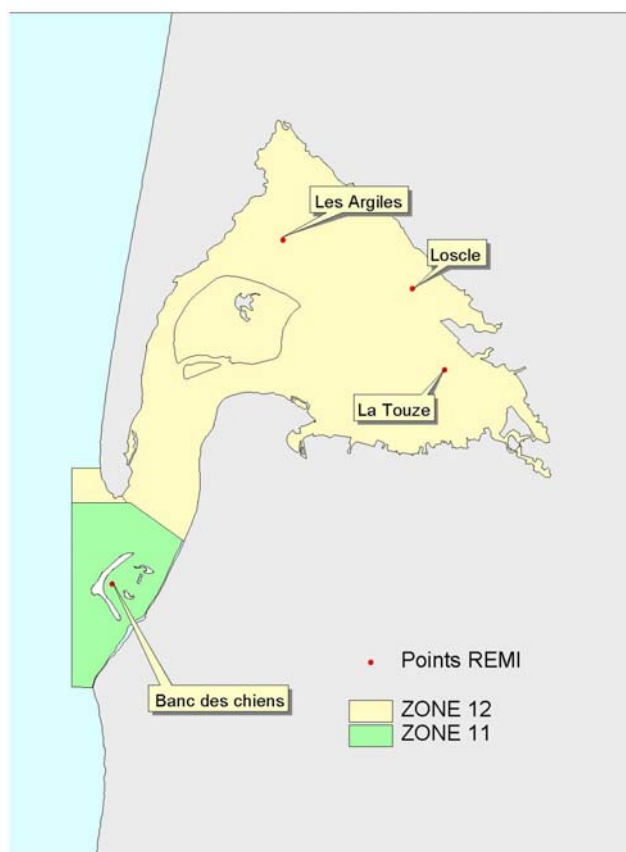 Les Argiles
Loscle
La Touze
Points REMI
Banc des chiens
ZONE 12
ZONE 11